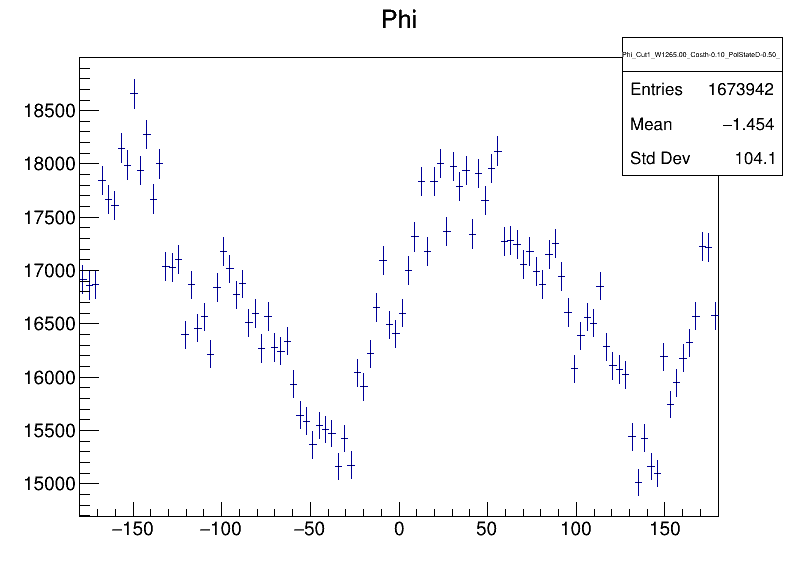 Phi
Phi_Cut1_W1265.00_Costh-0.10_PolStateD-0.50_
Entries 1673942
Mean −1.454
Std Dev 104.1
18500
18000
17500
17000
16500
16000
15500
15000
−150 −100 −50 0 50 100 150